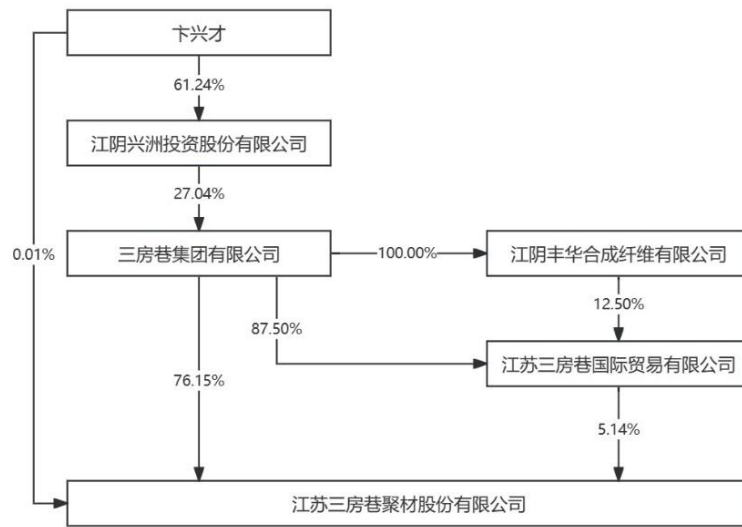 卞兴才
61.24%
江阴兴洲投资股份有限公司
27.04%
三房巷集团有限公司
100.00%
江阴丰华合成纤维有限公司
0.01%
12.50%
87.50%
江苏三房巷国际贸易有限公司
76.15%
5.14%
江苏三房巷聚材股份有限公司